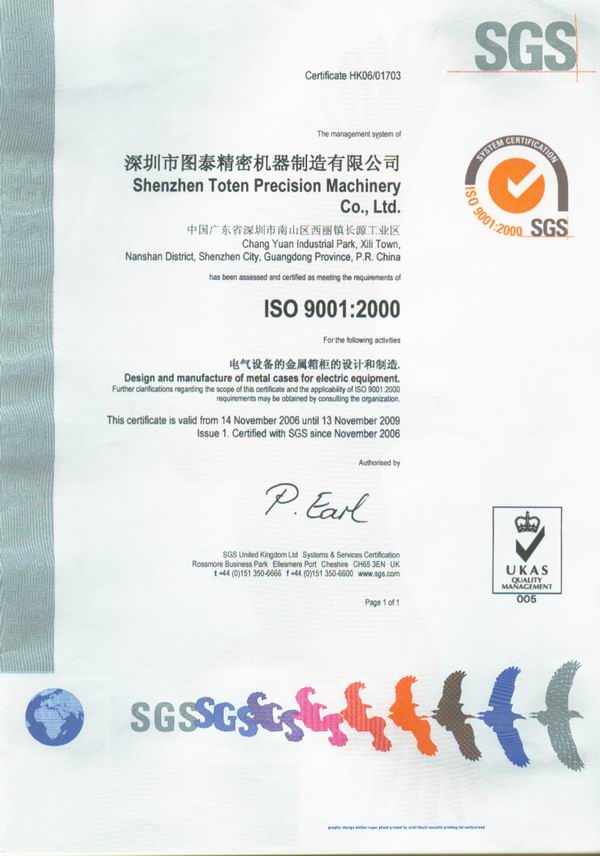 SGS
Certificate HK06/01703
The management system of
深圳市图泰精密机器制造有限公司
Shenzhen Toten Precision Machinery
Co., Ltd.
中国广东省深圳市南山区西丽镇长源工业区
Chang Yuan Industrial Park, Xili Town,
Nanshan District, Shenzhen City, Guangdong Province, P.R. China
has been assessed and certified as meeting the requirements of
SYSTEM CERTIFICATION
ISO 9001:2000
SGS
ISO 9001:2000
For the following activities
电气设备的金属箱柜的设计和制造.
Design and manufacture of metal cases for electric equipment.
Further clarifications regarding the scope of this certificate and the applicability of ISO 9001:2000
requirements may be obtained by consulting the organization.
This certificate is valid from 14 November 2006 until 13 November 2009
Issue 1. Certified with SGS since November 2006
Authorised by
P. Earl
SGS United Kingdom Ltd Systems & Services Certification
Rossmore Business Park Ellesmere Port Cheshire CH65 3EN UK
t +44 (0)151 350-6666 f +44 (0)151 350-6600 www.sgs.com
Page 1 of 1
UKAS
QUALITY
MANAGEMENT
005
SGS SGS SGS